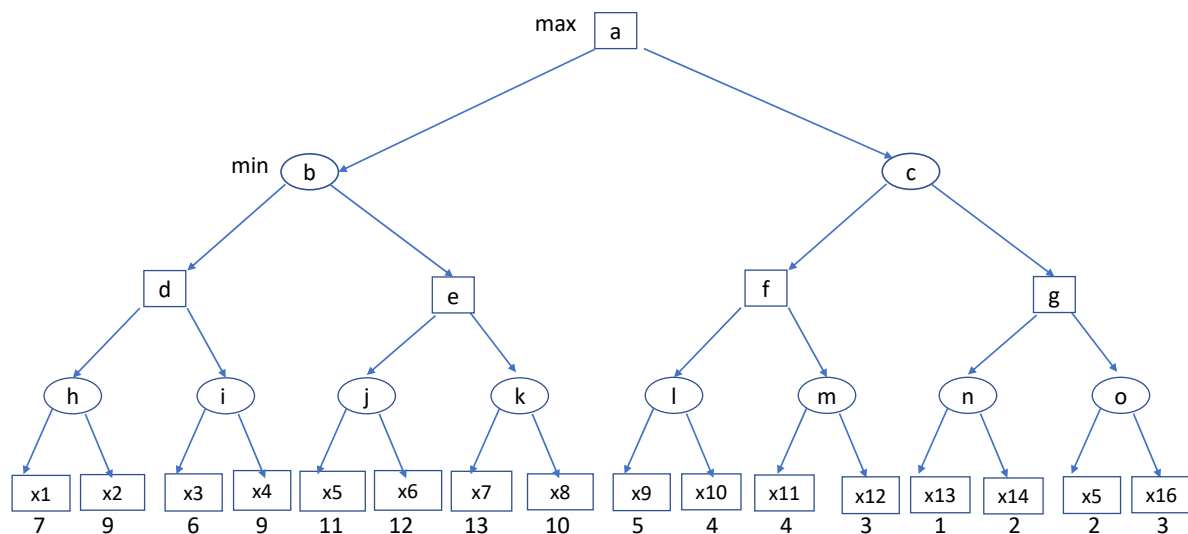 max a
min b c
d e f g
h i j k l m n o
x1 x2 x3 x4 x5 x6 x7 x8 x9 x10 x11 x12 x13 x14 x5 x16
7 9 6 9 11 12 13 10 5 4 4 3 1 2 2 3